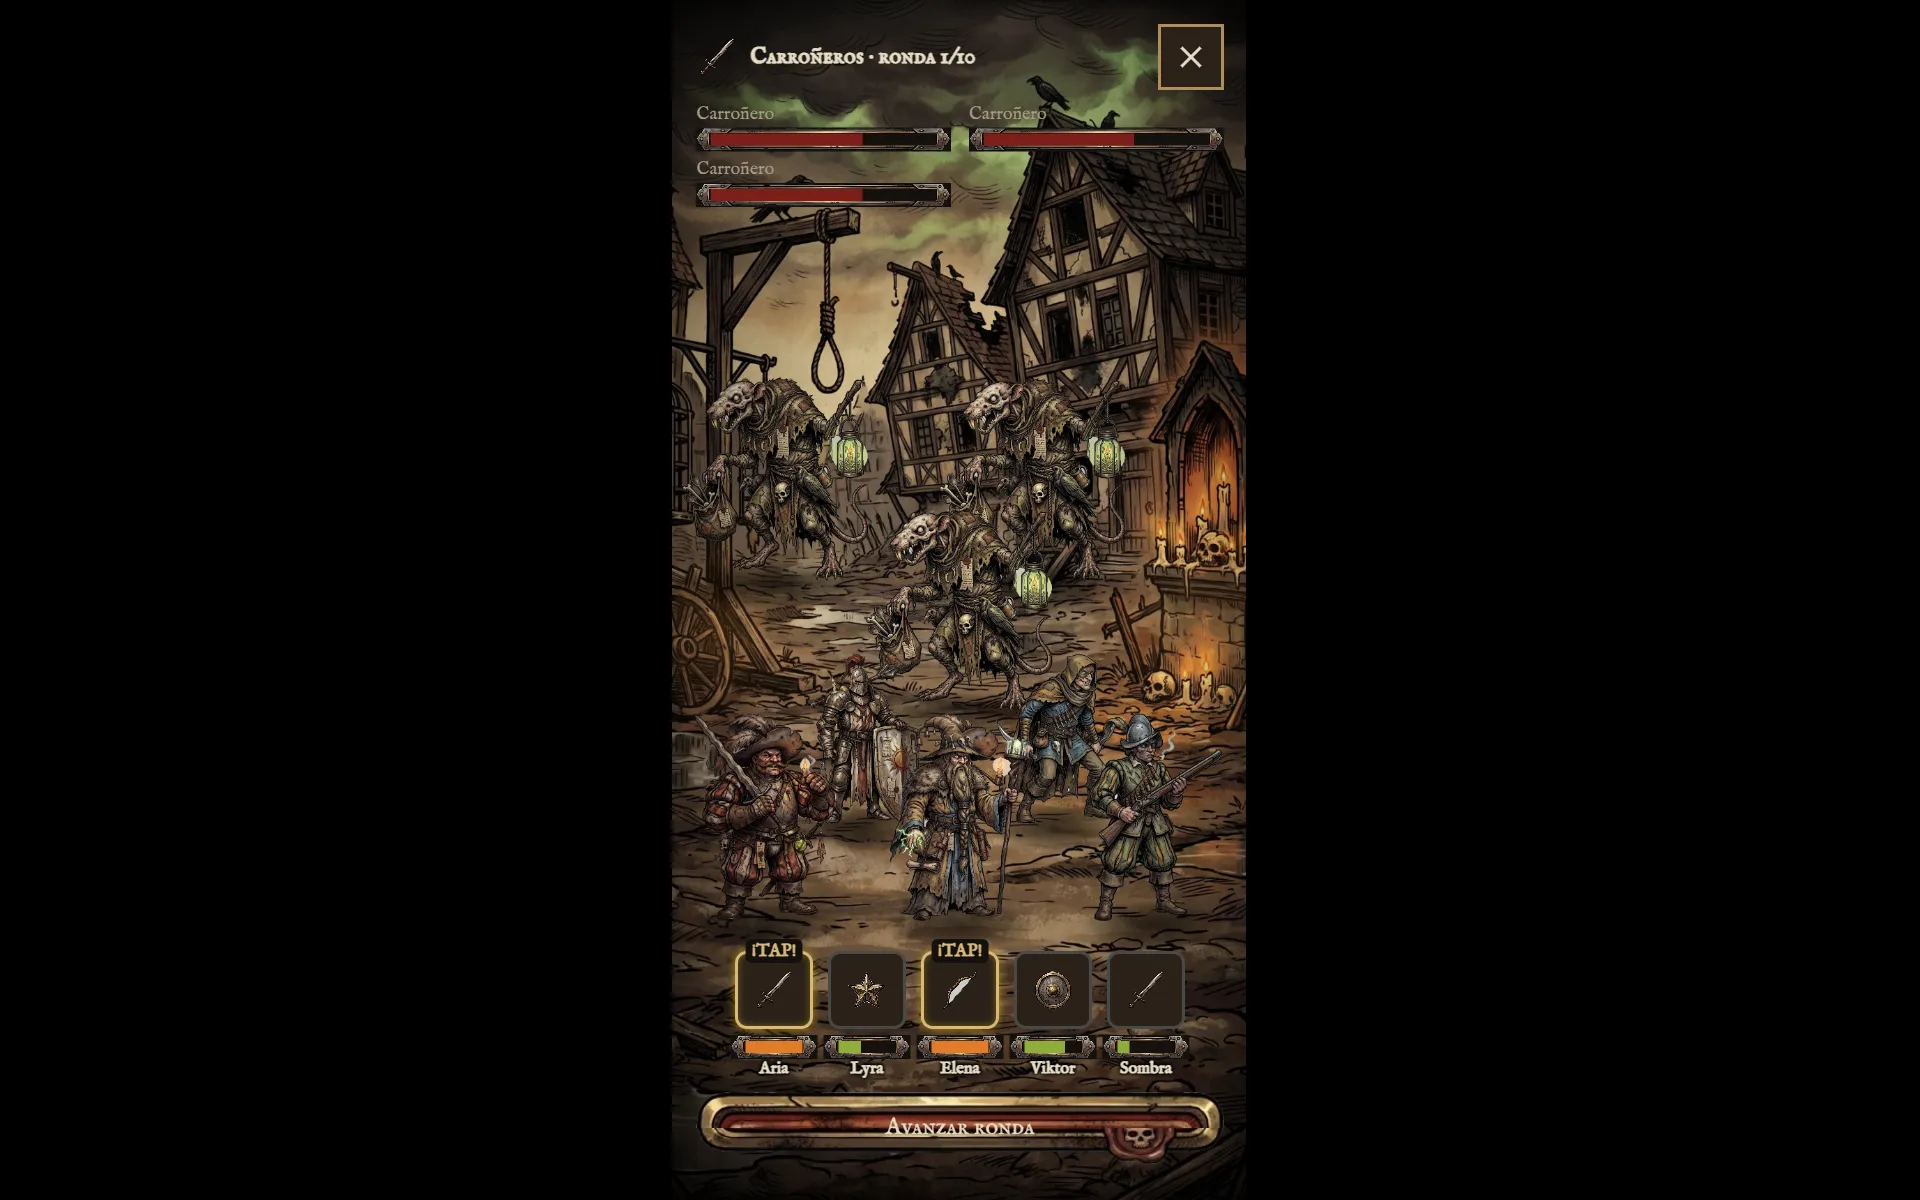 Carroñeros · ronda 1/10
Carroñero
Carroñero
Carroñero
¡TAP!
¡TAP!
Aria
Lyra
Elena
Viktor
Sombra
Avanzar ronda